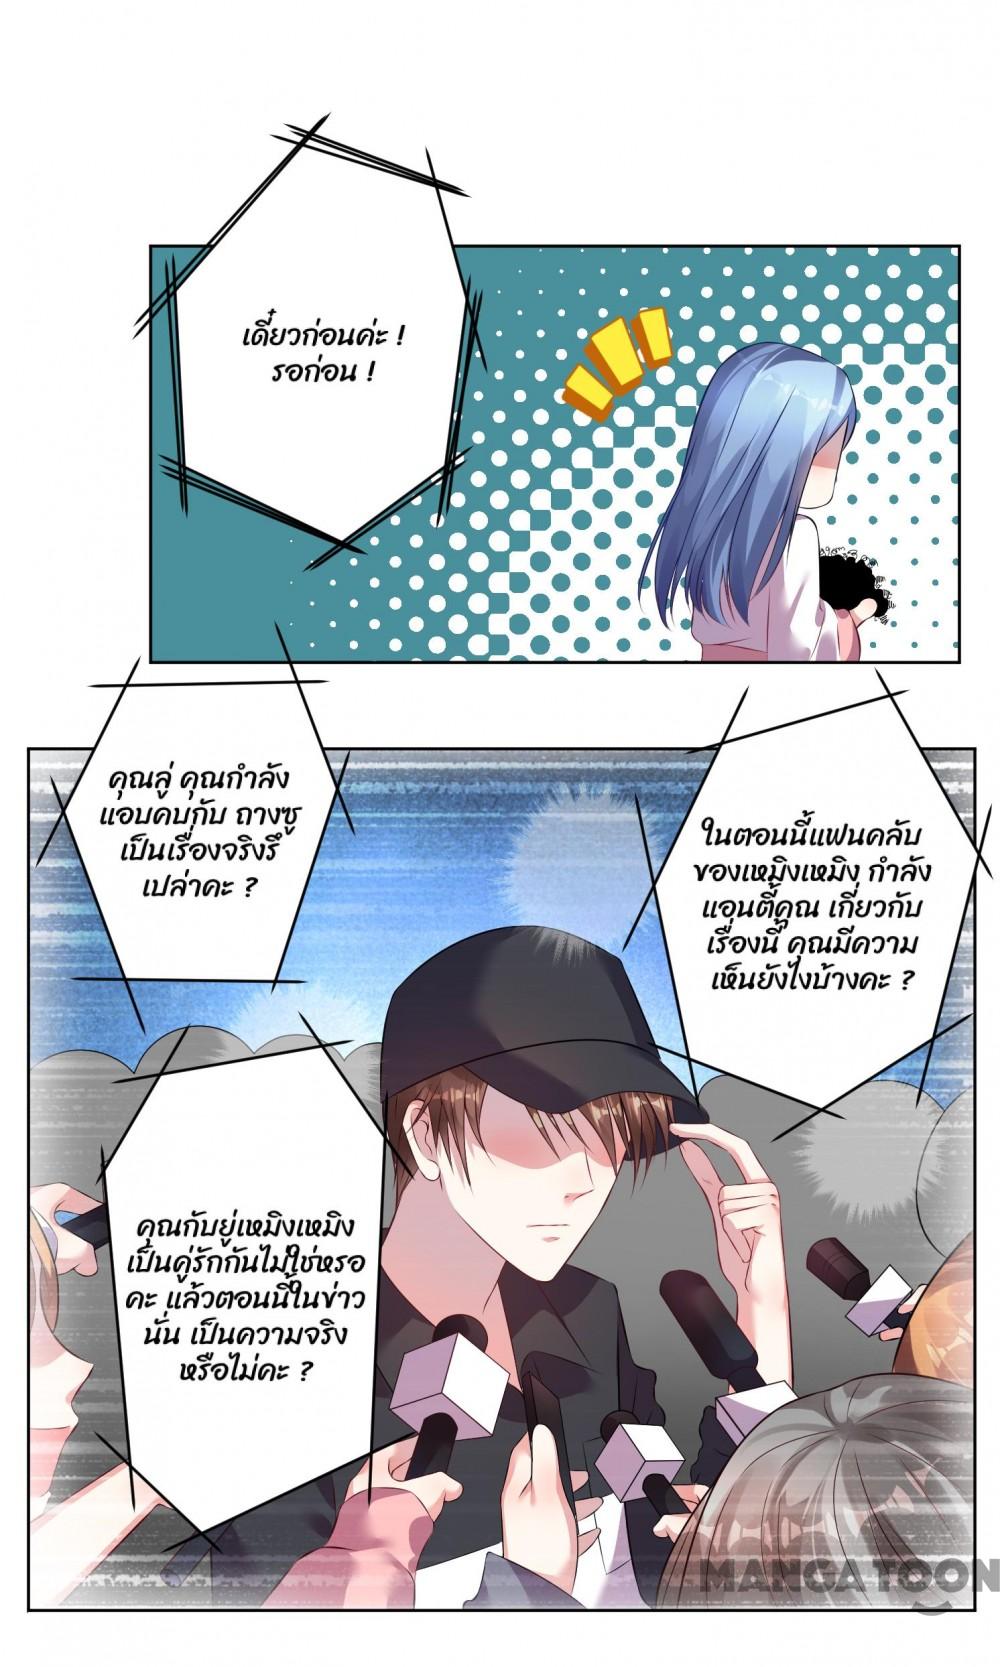 เดี๋ยวก่อนค่ะ !
รอก่อน !
คุณลู่ คุณกำลัง
แอบคบกับ ถางซู
เป็นเรื่องจริงรึ
เปล่าคะ ?
ในตอนนี้แฟนคลับ
ของเหมิงเหมิง กำลัง
แอนตี้คุณ เกี่ยวกับ
เรื่องนี้ คุณมีความ
เห็นยังไงบ้างคะ ?
คุณกับยู่เหมิงเหมิง
เป็นคู่รักกันไม่ใช่หรอ
คะ แล้วตอนนี้ในข่าว
นั่น เป็นความจริง
หรือไม่คะ ?
MANGATOON